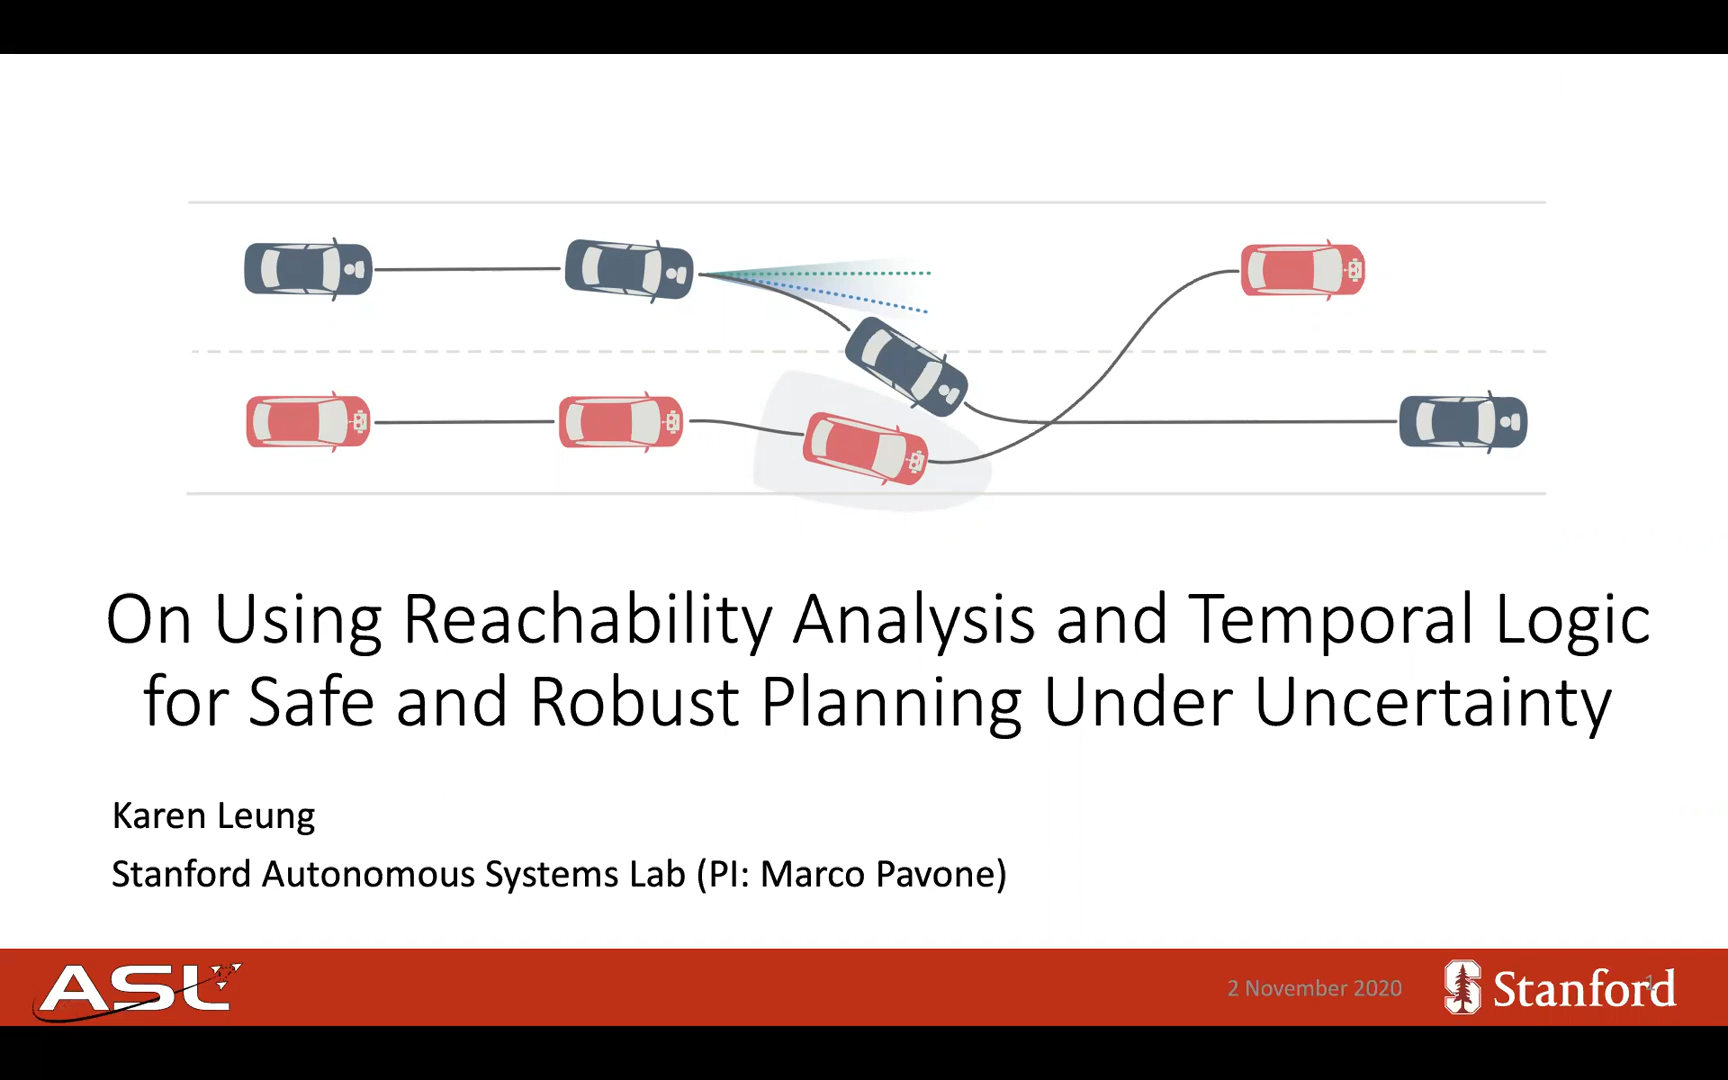 On Using Reachability Analysis and Temporal Logic
for Safe and Robust Planning Under Uncertainty
Karen Leung
Stanford Autonomous Systems Lab (PI: Marco Pavone)
ASL
2 November 2020
Stanford
1